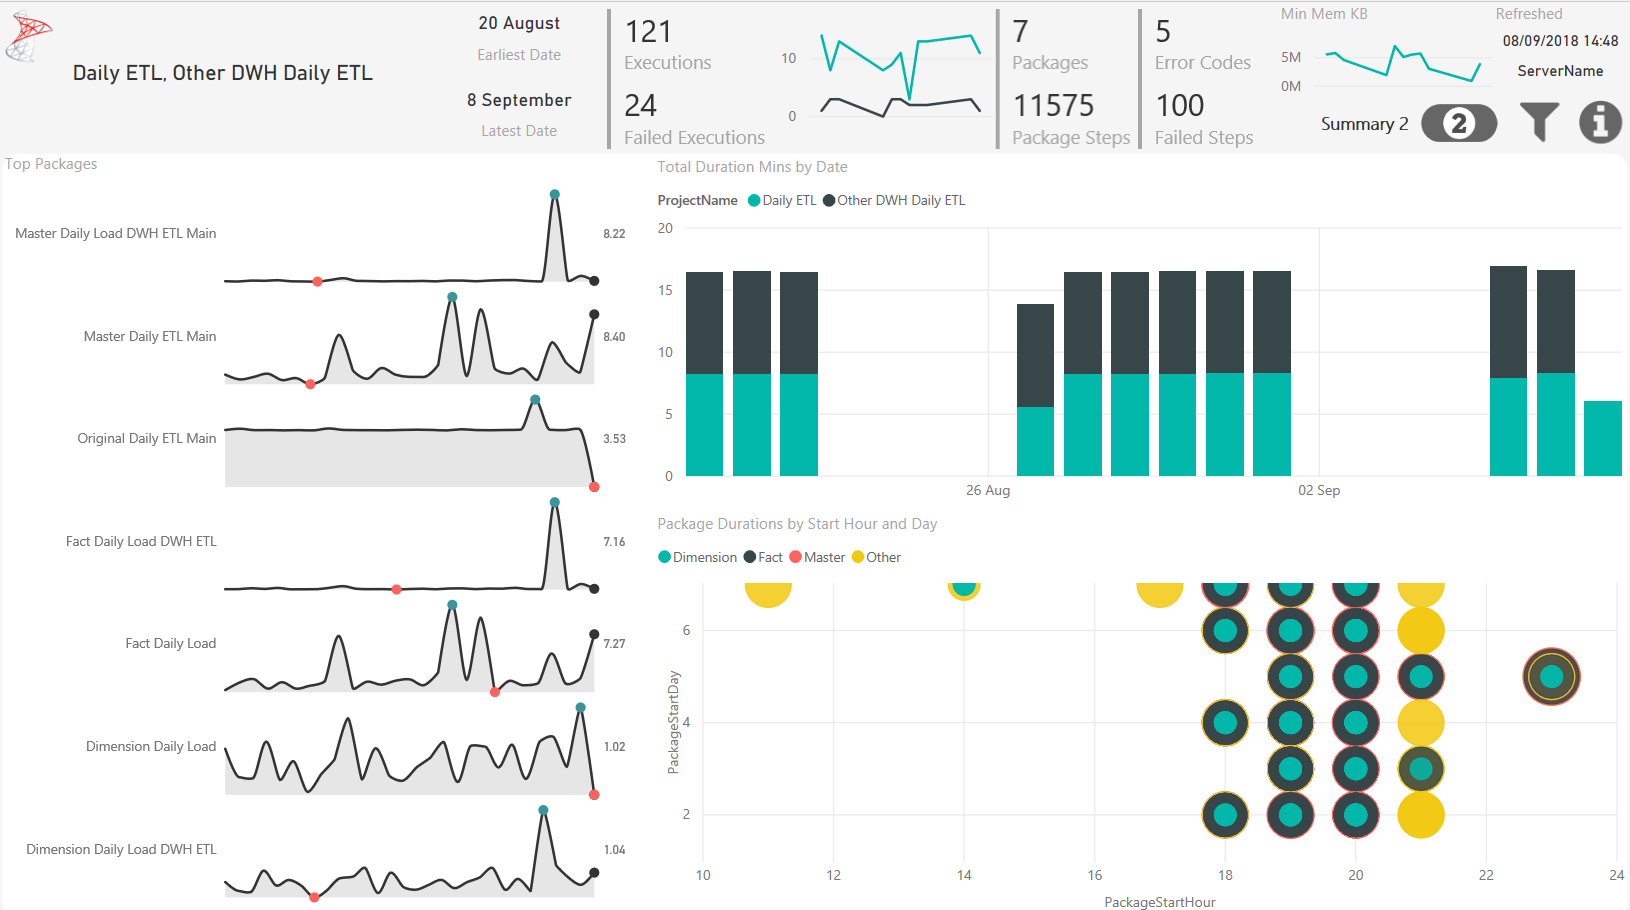 Daily ETL, Other DWH Daily ETL
20 August
Earliest Date
8 September
Latest Date
121
Executions
24
Failed Executions
10
0
7
Packages
11575
Package Steps
5
Error Codes
100
Failed Steps
Min Mem KB
5M
0M
Refreshed
08/09/2018 14:48
ServerName
Summary 2
2
i
Top Packages
Master Daily Load DWH ETL Main
8.22
Master Daily ETL Main
8.40
Original Daily ETL Main
3.53
Fact Daily Load DWH ETL
7.16
Fact Daily Load
7.27
Dimension Daily Load
1.02
Dimension Daily Load DWH ETL
1.04
Total Duration Mins by Date
ProjectName Daily ETL Other DWH Daily ETL
20
15
10
5
0
26 Aug 02 Sep
Package Durations by Start Hour and Day
Dimension Fact Master Other
PackageStartDay
6
4
2
10 12 14 16 18 20 22 24
PackageStartHour